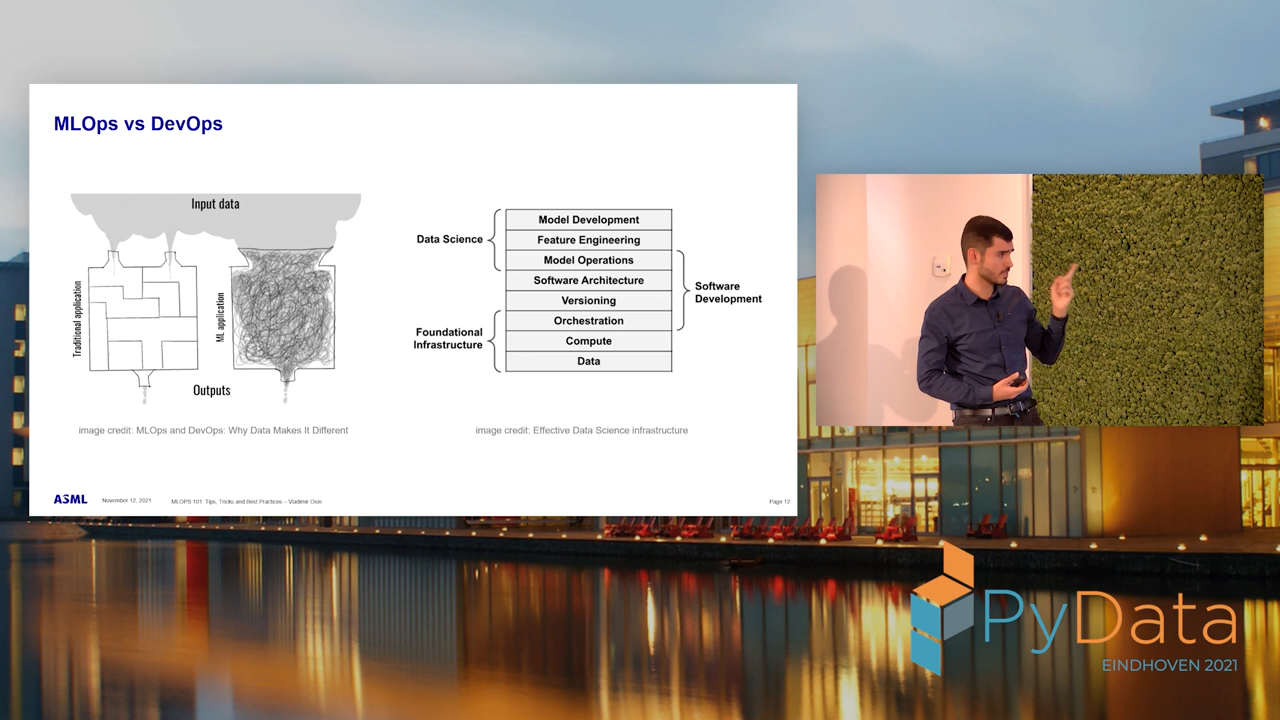 MLOps vs DevOps
Input data
Traditional application
ML application
Outputs
image credit: MLOps and DevOps: Why Data Makes It Different
Data Science
Foundational
Infrastructure
Model Development
Feature Engineering
Model Operations
Software Architecture
Versioning
Orchestration
Compute
Data
Software
Development
image credit: Effective Data Science infrastructure
ASML
November 12, 2021
MLOPS 101: Tips, Tricks and Best Practices – Vladimir Osin
Page 12
PyData
EINDHOVEN 2021